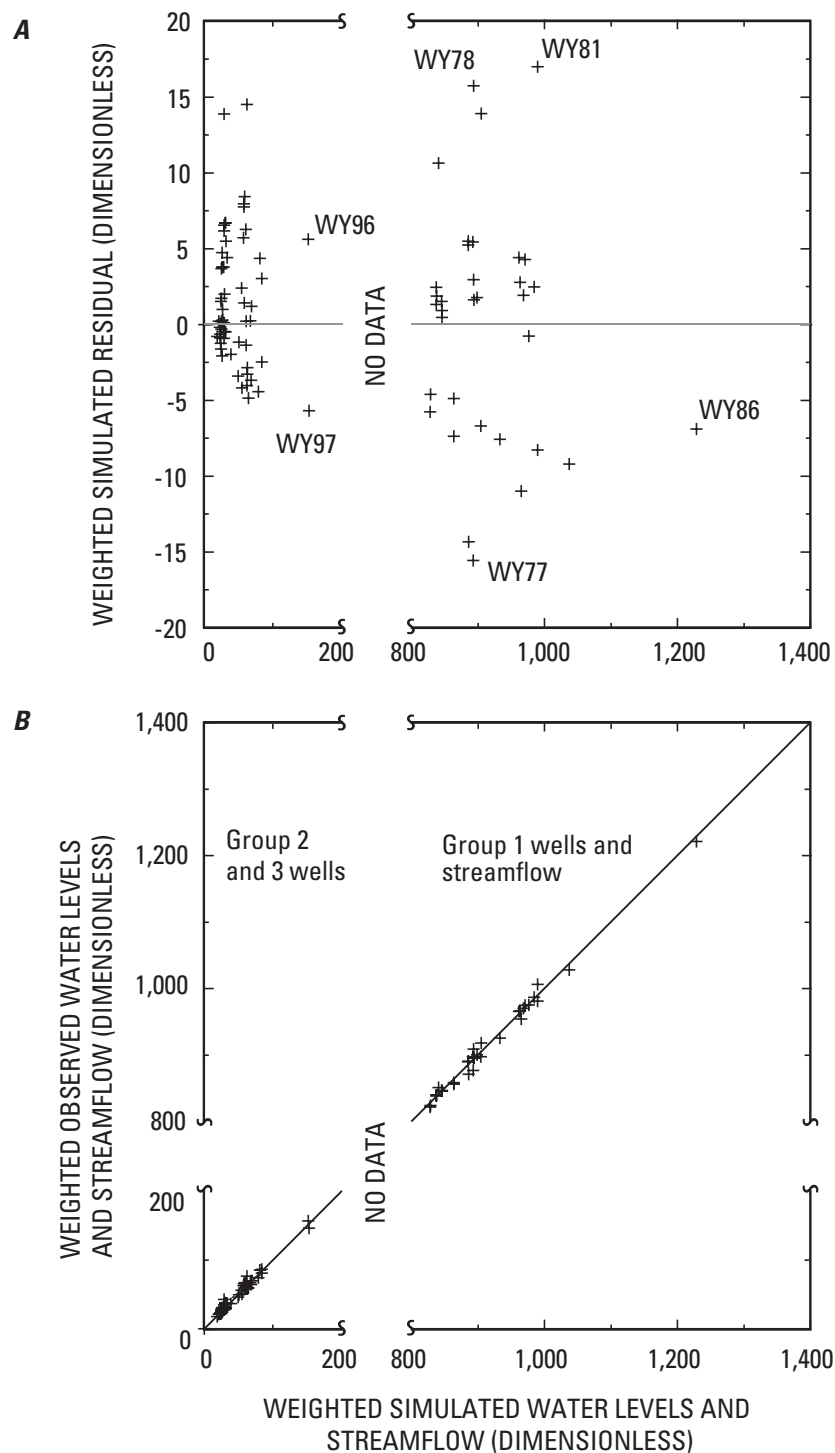 A
WEIGHTED SIMULATED RESIDUAL (DIMENSIONLESS)
20
15
10
5
0
-5
-10
-15
-20
WY78
WY81
WY96
WY97
NO DATA
WY86
WY77
0
200
800
1,000
1,200
1,400
B
WEIGHTED OBSERVED WATER LEVELS
AND STREAMFLOW (DIMENSIONLESS)
1,400
1,200
1,000
800
200
0
Group 2
and 3 wells
Group 1 wells and
streamflow
NO DATA
0
200
800
1,000
1,200
1,400
WEIGHTED SIMULATED WATER LEVELS AND
STREAMFLOW (DIMENSIONLESS)